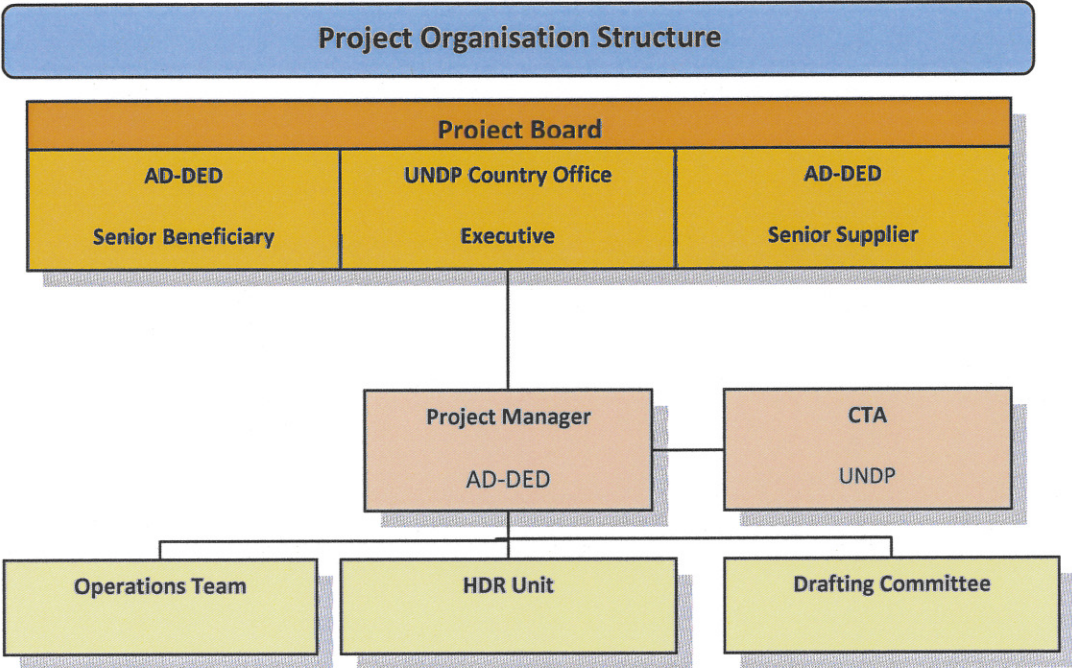 Project Organisation Structure
Project Board
AD-DED
Senior Beneficiary
UNDP Country Office
Executive
AD-DED
Senior Supplier
Project Manager
AD-DED
CTA
UNDP
Operations Team
HDR Unit
Drafting Committee